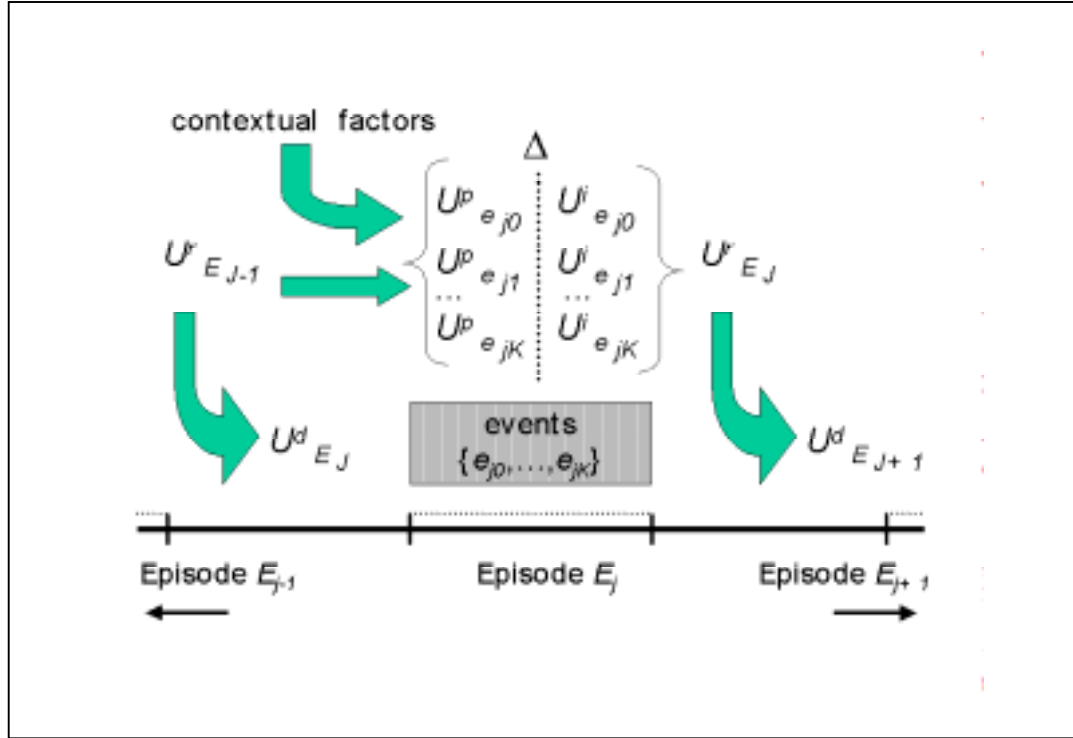 contextual factors
Δ
U^p e_j0 U^i e_j0
U^r E_J-1 U^p e_j1 U^i e_j1 U^r E_J
... ...
U^p e_jK U^i e_jK
events
{e_j0,...,e_jK}
U^d E_J U^d E_J+1
Episode E_j-1 Episode E_j Episode E_j+1